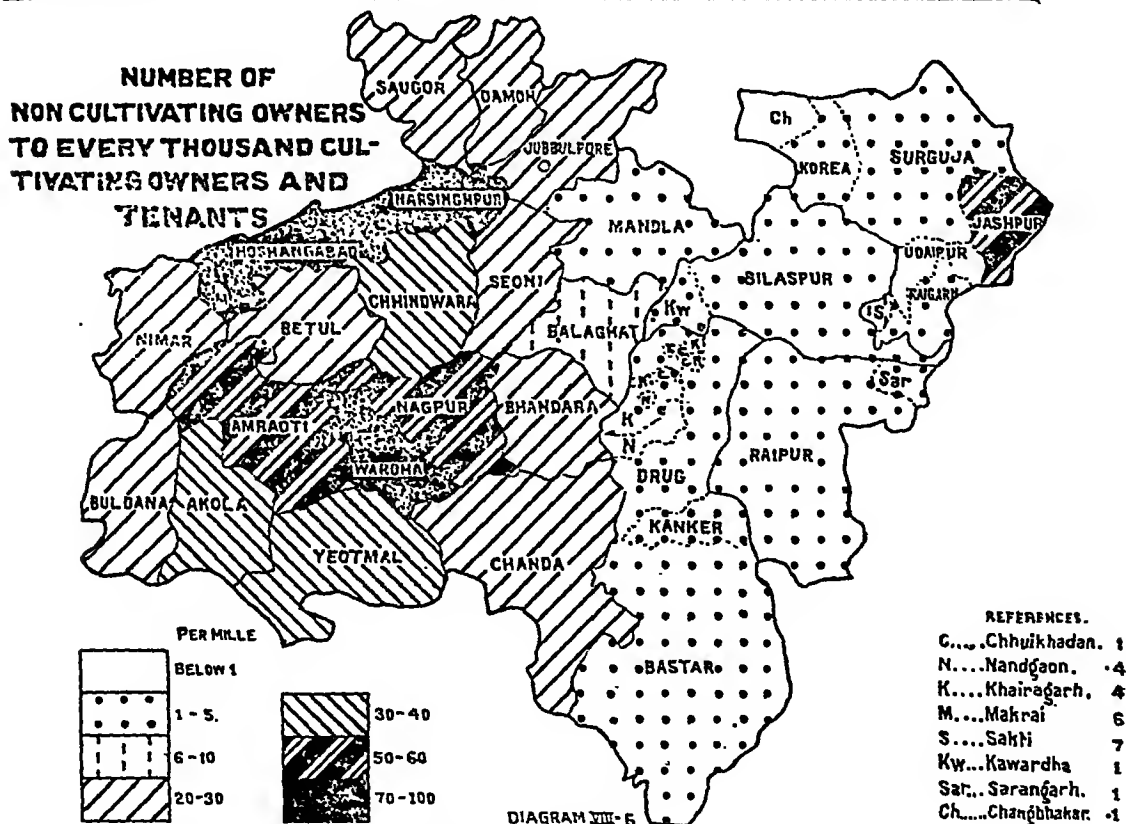 NUMBER OF
NON CULTIVATING OWNERS
TO EVERY THOUSAND CUL-
TIVATING OWNERS AND
TENANTS
SAUGOR
DAMOH
JUBBULPORE
NARSINGHPUR
HOSHANGABAD
MANDLA
Ch
KOREA
SURGUJA
JASHPUR
UDAIPUR
RAIGARH
BILASPUR
S
Sar
NIMAR
BETUL
CHHINDWARA
SEONI
BALAGHAT
Kw
AMRAOTI
NAGPUR
BHANDARA
K
N
WARDHA
DRUG
RAIPUR
BULDANA
AKOLA
YEOTMAL
CHANDA
KANKER
BASTAR
PER MILLE
BELOW 1
1-5.
6-10
20-30
30-40
50-60
70-100
REFERENCES.
C.....Chhuikhadan. 1
N....Nandgaon. ·4
K....Khairagarh. 4
M....Makrai 6
S....Sakti 7
Kw...Kawardha 1
Sar... Sarangarh. 1
Ch.....Changbhakar. ·1
DIAGRAM VIII-6